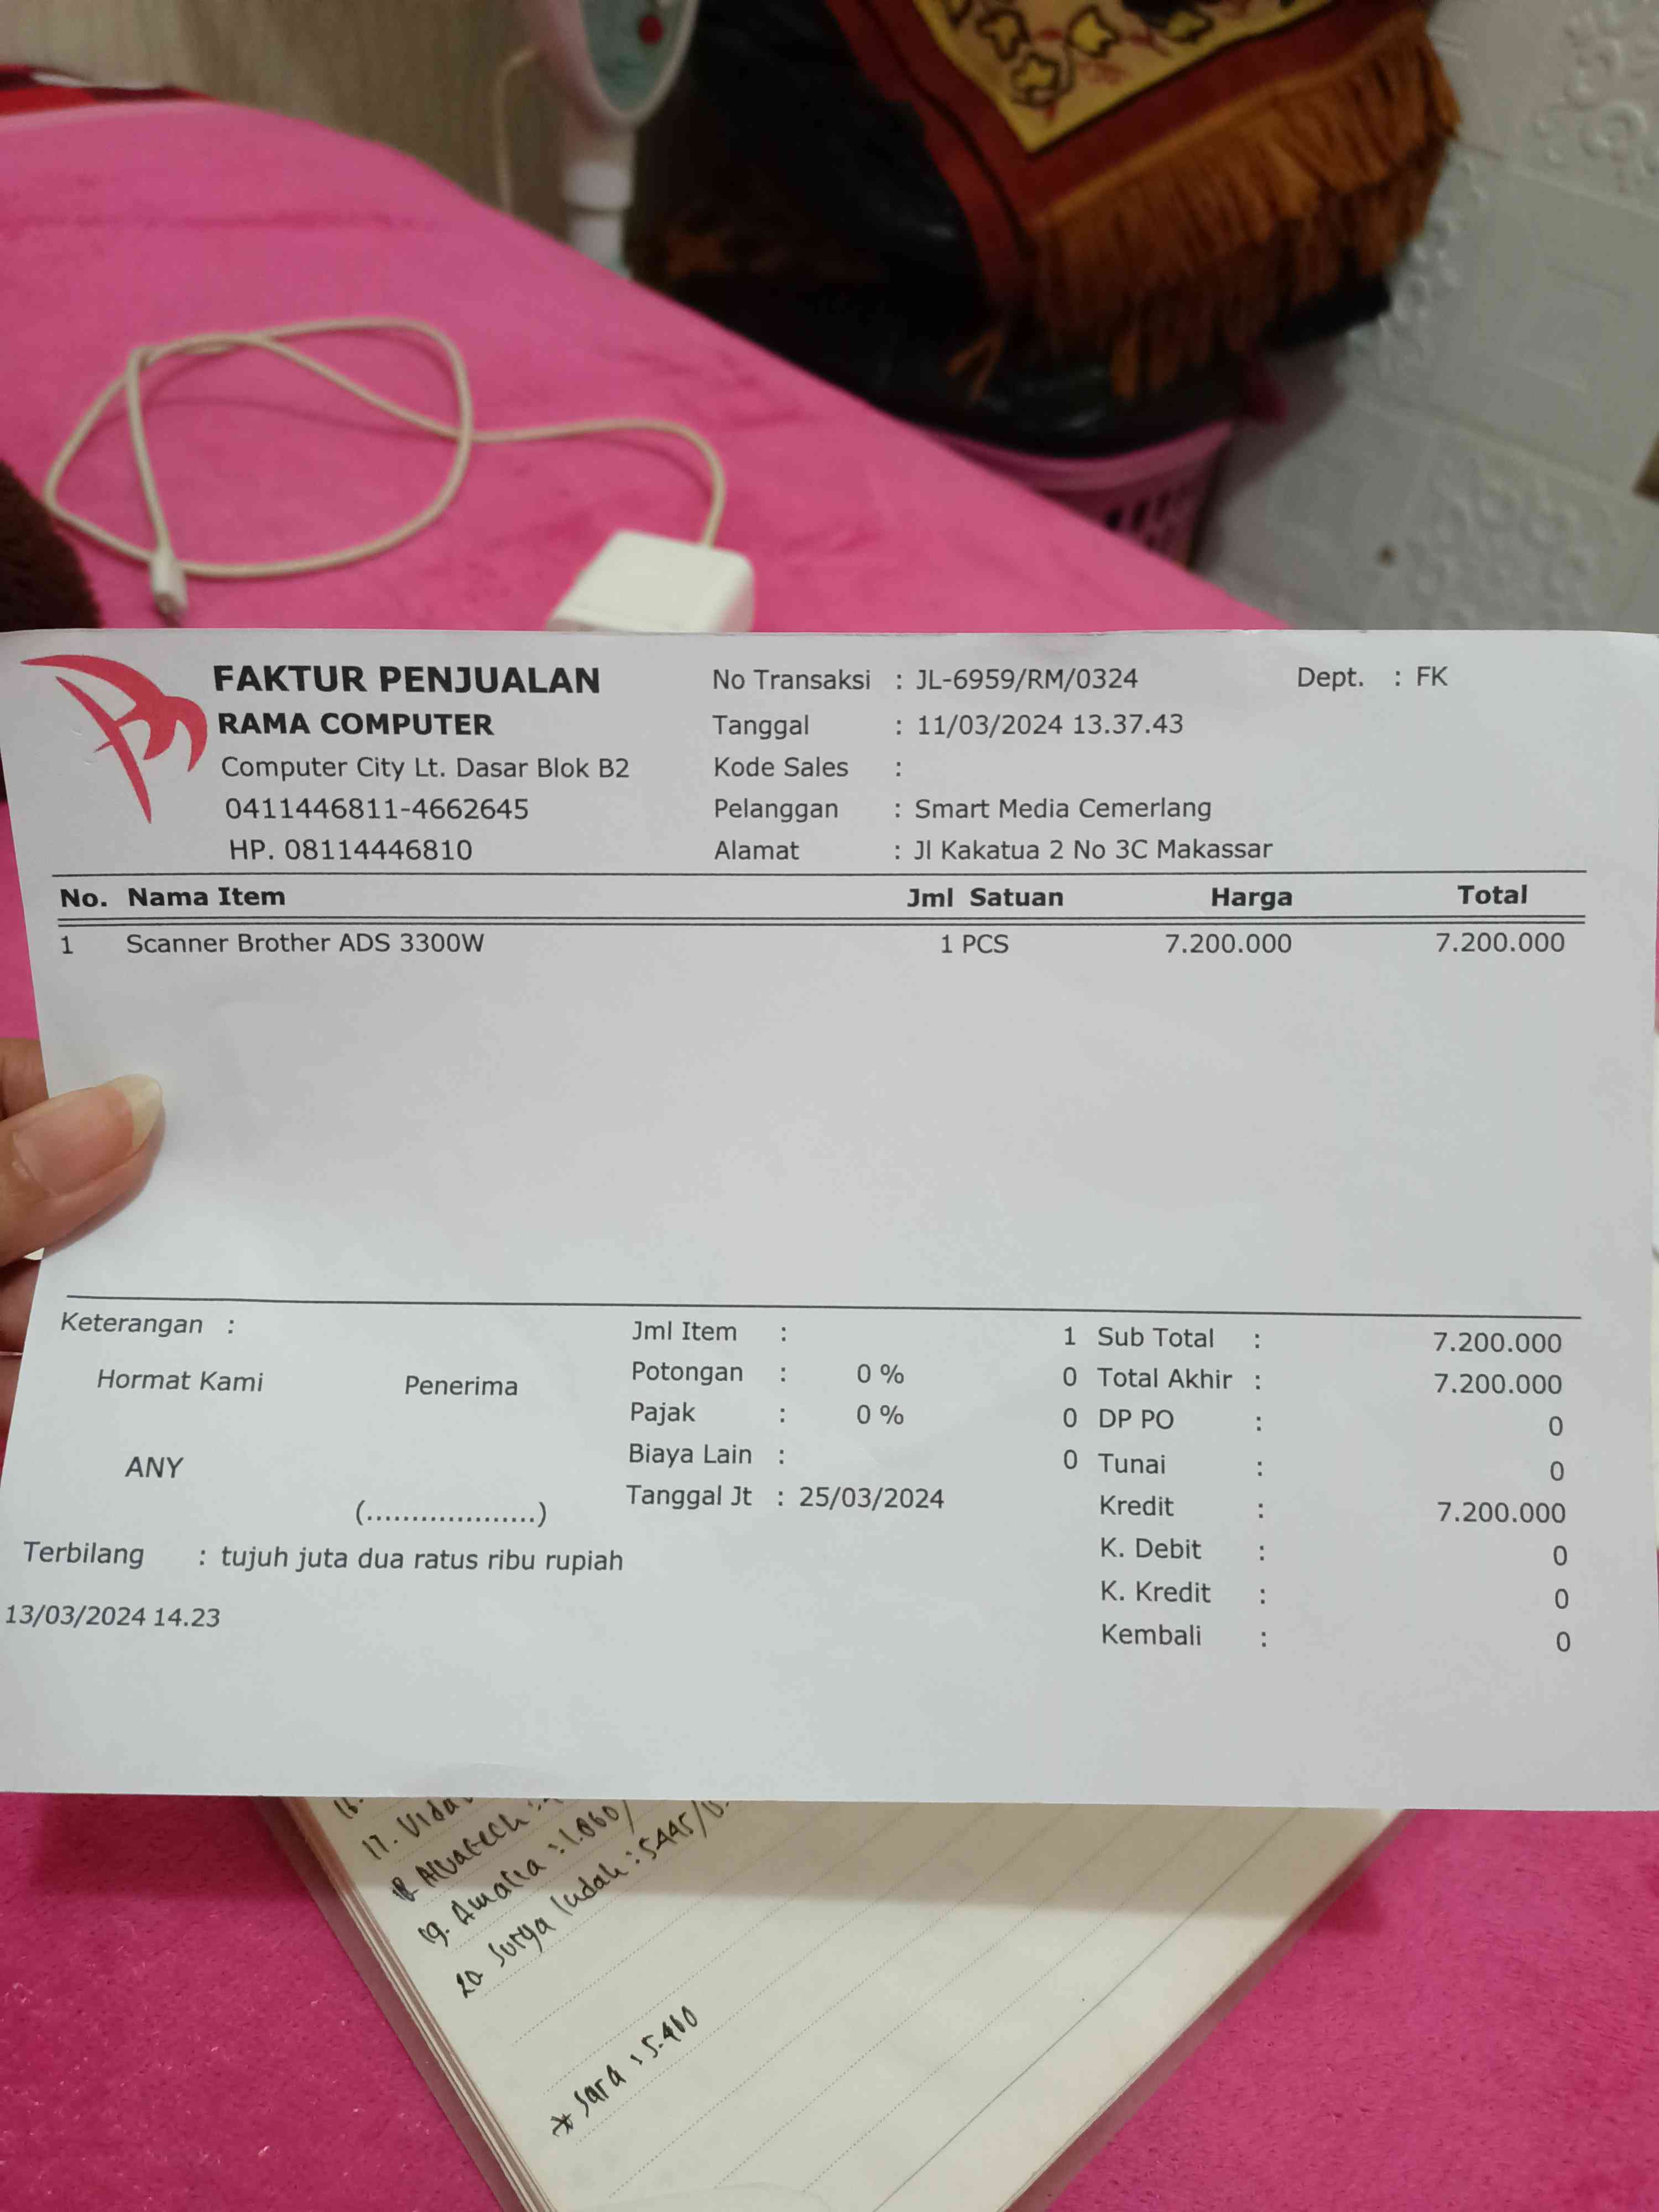 FAKTUR PENJUALAN
RAMA COMPUTER
Computer City Lt. Dasar Blok B2
0411446811-4662645
HP. 08114446810
No Transaksi : JL-6959/RM/0324
Tanggal : 11/03/2024 13.37.43
Kode Sales :
Pelanggan : Smart Media Cemerlang
Alamat : Jl Kakatua 2 No 3C Makassar
Dept. : FK
No. Nama Item Jml Satuan Harga Total
1 Scanner Brother ADS 3300W 1 PCS 7.200.000 7.200.000
Keterangan :
Hormat Kami Penerima
ANY
(...................)
Terbilang : tujuh juta dua ratus ribu rupiah
13/03/2024 14.23
Jml Item : 1
Potongan : 0 % 0
Pajak : 0 % 0
Biaya Lain : 0
Tanggal Jt : 25/03/2024
Sub Total : 7.200.000
Total Akhir : 7.200.000
DP PO : 0
Tunai : 0
Kredit : 7.200.000
K. Debit : 0
K. Kredit : 0
Kembali : 0
16.
17.
18
19. Amalia : 1.060/
20 Surya Indah : 5.445/
* Sara : 5.460